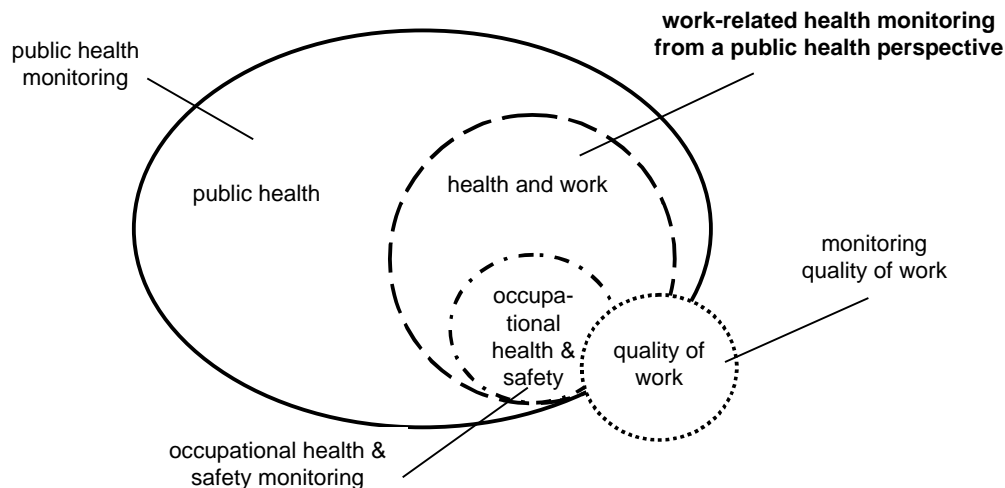 public health
monitoring
work-related health monitoring
from a public health perspective
public health
health and work
monitoring
quality of work
occupa-
tional
health &
safety
quality of
work
occupational health &
safety monitoring